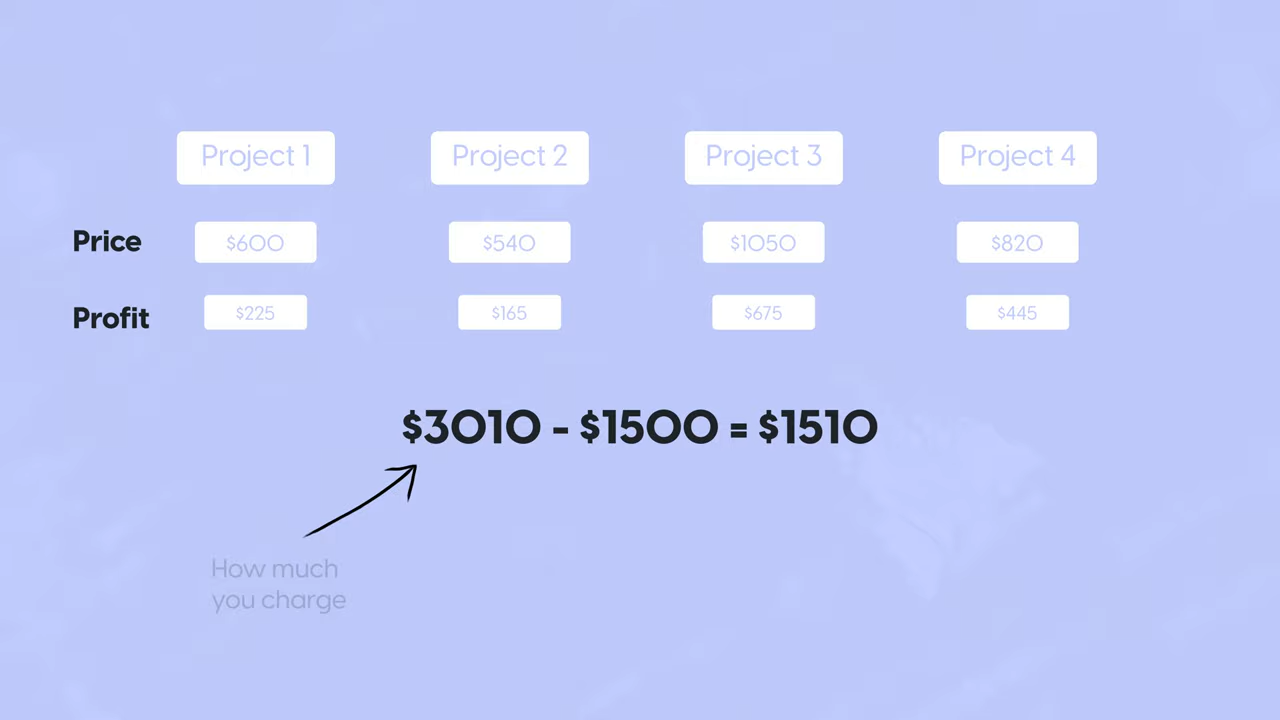 Project 1 Project 2 Project 3 Project 4
Price $600 $540 $1050 $820
Profit $225 $165 $675 $445
$3010 - $1500 = $1510
How much
you charge